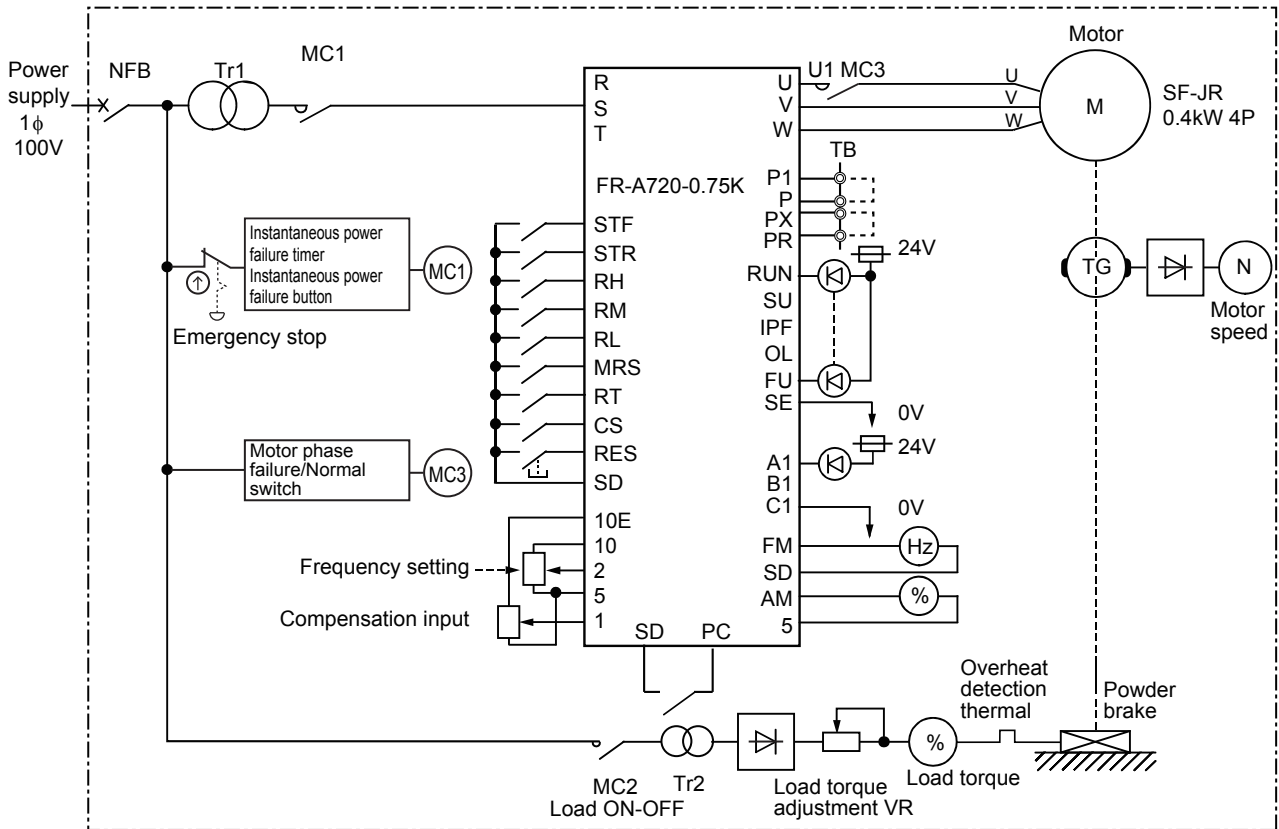 Power
supply
1ϕ
100V
NFB
Tr1
MC1
R
S
T
FR-A720-0.75K
STF
STR
RH
RM
RL
MRS
RT
CS
RES
SD
10E
10
2
5
1
SD PC
U
V
W
P1
P
PX
PR
RUN
SU
IPF
OL
FU
SE
A1
B1
C1
FM
SD
AM
5
U1 MC3
U
V
W
Motor
M
SF-JR
0.4kW 4P
TB
24V
0V
24V
0V
Hz
%
TG
N
Motor
speed
Instantaneous power
failure timer
Instantaneous power
failure button
MC1
Emergency stop
Motor phase
failure/Normal
switch
MC3
Frequency setting
Compensation input
MC2
Load ON-OFF
Tr2
Load torque
adjustment VR
%
Load torque
Overheat
detection
thermal
Powder
brake